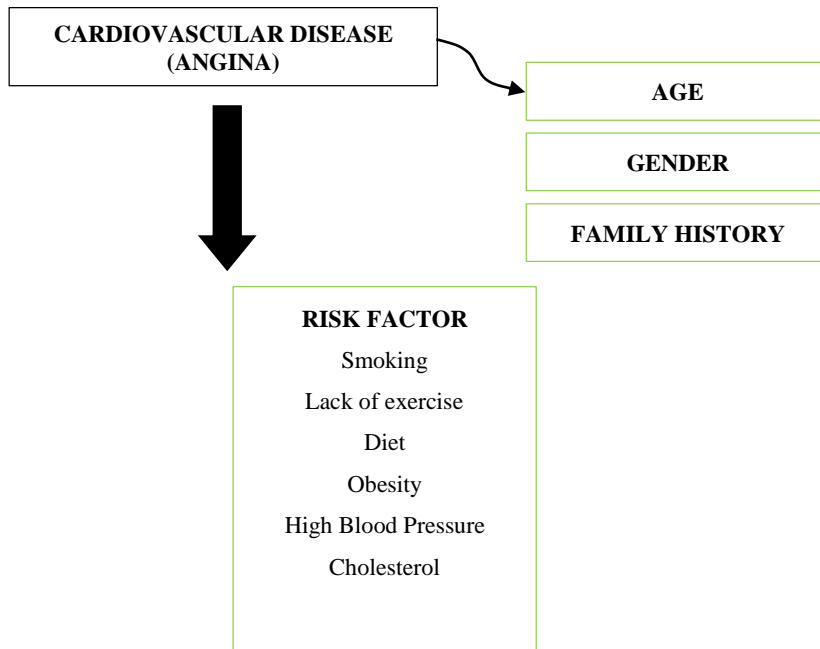 CARDIOVASCULAR DISEASE
(ANGINA)
AGE
GENDER
FAMILY HISTORY
RISK FACTOR
Smoking
Lack of exercise
Diet
Obesity
High Blood Pressure
Cholesterol